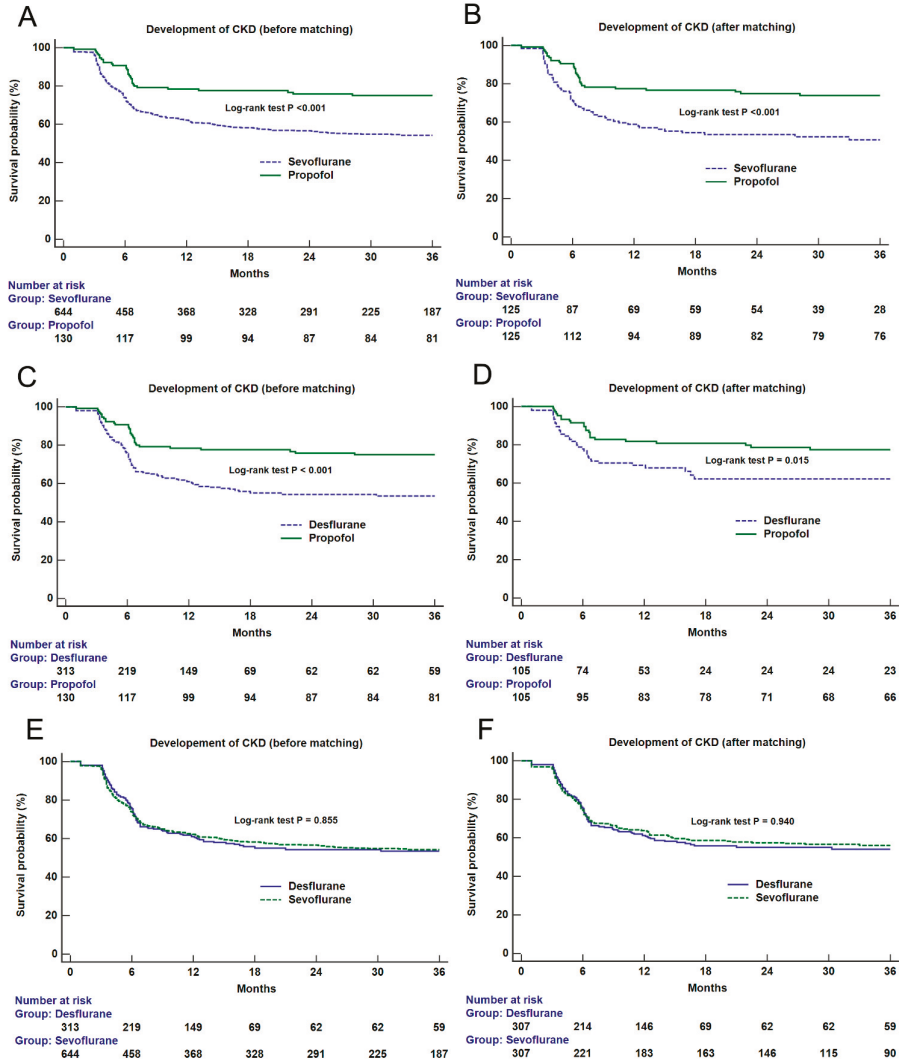 A
Development of CKD (before matching)
Survival probability (%)
100
80
60
40
20
0
Log-rank test P <0.001
Sevoflurane
Propofol
0 6 12 18 24 30 36
Months
Number at risk
Group: Sevoflurane
644 458 368 328 291 225 187
Group: Propofol
130 117 99 94 87 84 81
B
Development of CKD (after matching)
Survival probability (%)
100
80
60
40
20
0
Log-rank test P <0.001
Sevoflurane
Propofol
0 6 12 18 24 30 36
Months
Number at risk
Group: Sevoflurane
125 87 69 59 54 39 28
Group: Propofol
125 112 94 89 82 79 76
C
Development of CKD (before matching)
Survival probability (%)
100
80
60
40
20
0
Log-rank test P < 0.001
Desflurane
Propofol
0 6 12 18 24 30 36
Months
Number at risk
Group: Desflurane
313 219 149 69 62 62 59
Group: Propofol
130 117 99 94 87 84 81
D
Development of CKD (after matching)
Survival probability (%)
100
80
60
40
20
0
Log-rank test P = 0.015
Desflurane
Propofol
0 6 12 18 24 30 36
Months
Number at risk
Group: Desflurane
105 74 53 24 24 24 23
Group: Propofol
105 95 83 78 71 68 66
E
Developement of CKD (before matching)
Survival probability (%)
100
80
60
40
20
0
Log-rank test P = 0.855
Desflurane
Sevoflurane
0 6 12 18 24 30 36
Months
Number at risk
Group: Desflurane
313 219 149 69 62 62 59
Group: Sevoflurane
644 458 368 328 291 225 187
F
Developement of CKD (after matching)
Survival probability (%)
100
80
60
40
20
0
Log-rank test P = 0.940
Desflurane
Sevoflurane
0 6 12 18 24 30 36
Months
Number at risk
Group: Desflurane
307 214 146 69 62 62 59
Group: Sevoflurane
307 221 183 163 146 115 90